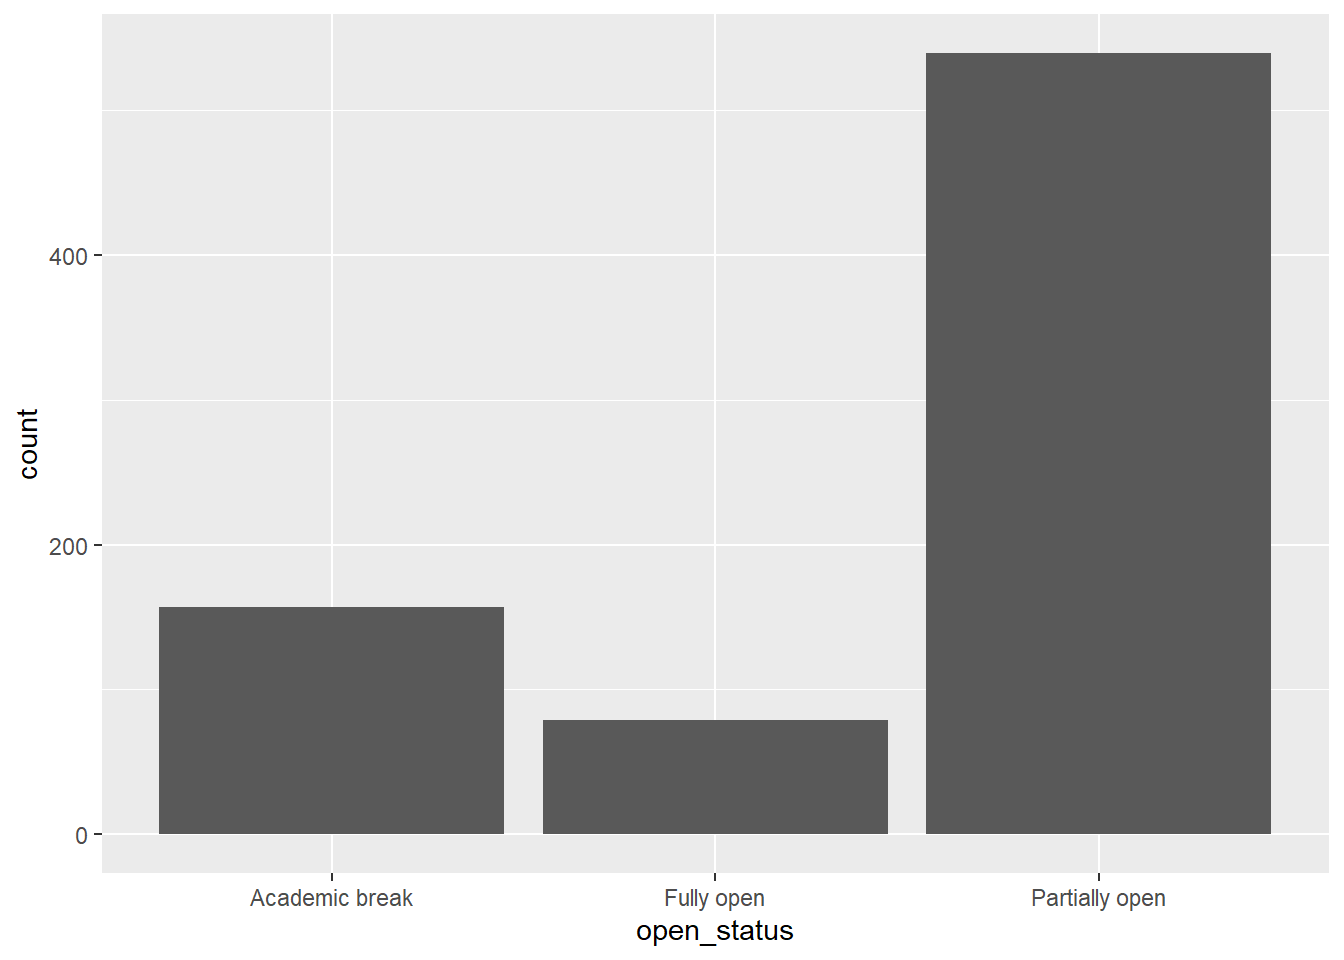 count
400
200
0
Academic break
Fully open
Partially open
open_status